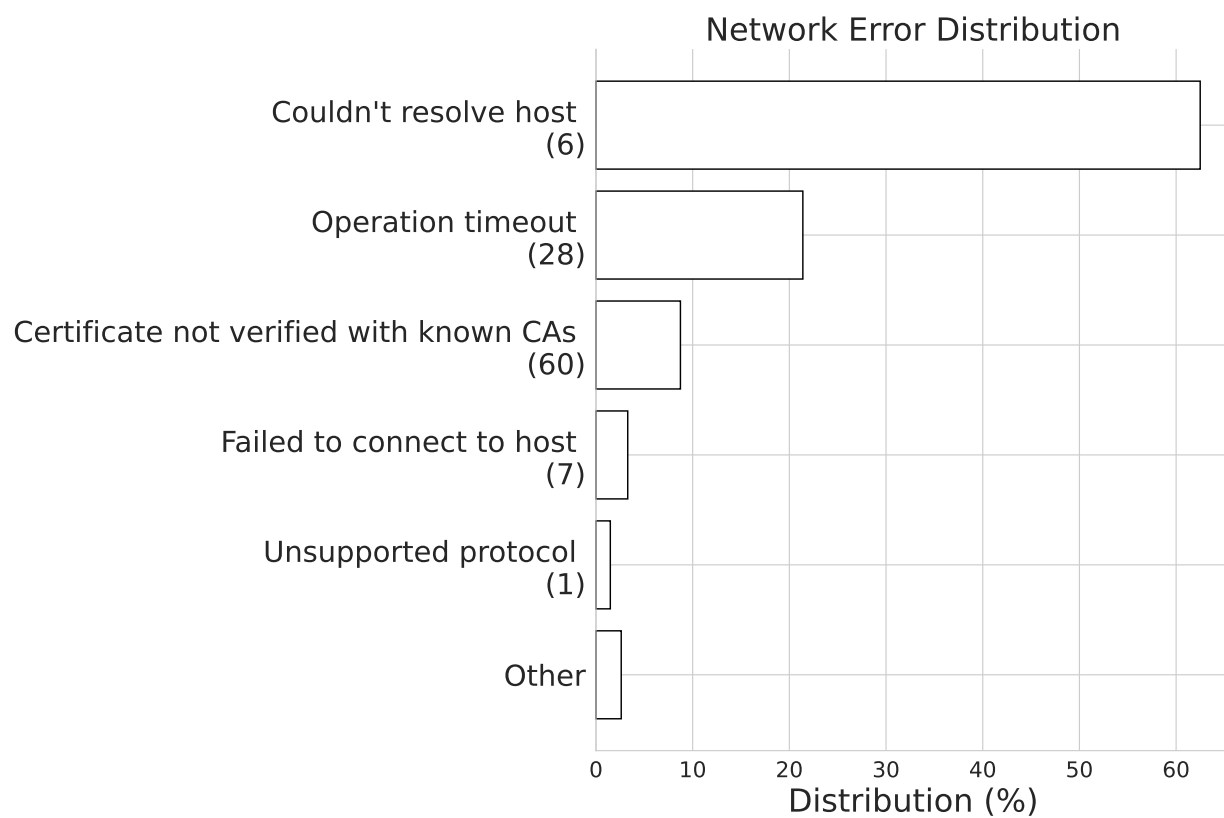 Network Error Distribution
Couldn't resolve host
(6)
Operation timeout
(28)
Certificate not verified with known CAs
(60)
Failed to connect to host
(7)
Unsupported protocol
(1)
Other
0 10 20 30 40 50 60
Distribution (%)